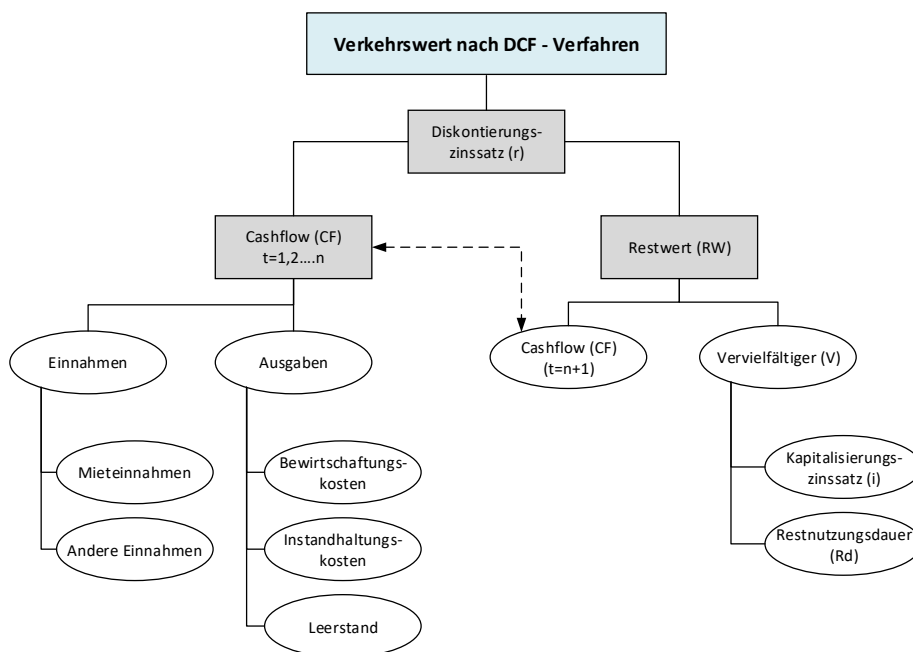 Verkehrswert nach DCF - Verfahren
Diskontierungs-
zinssatz (r)
Cashflow (CF)
t=1,2....n
Restwert (RW)
Einnahmen
Ausgaben
Cashflow (CF)
(t=n+1)
Vervielfältiger (V)
Mieteinnahmen
Andere Einnahmen
Bewirtschaftungs-
kosten
Instandhaltungs-
kosten
Leerstand
Kapitalisierungs-
zinssatz (i)
Restnutzungsdauer
(Rd)